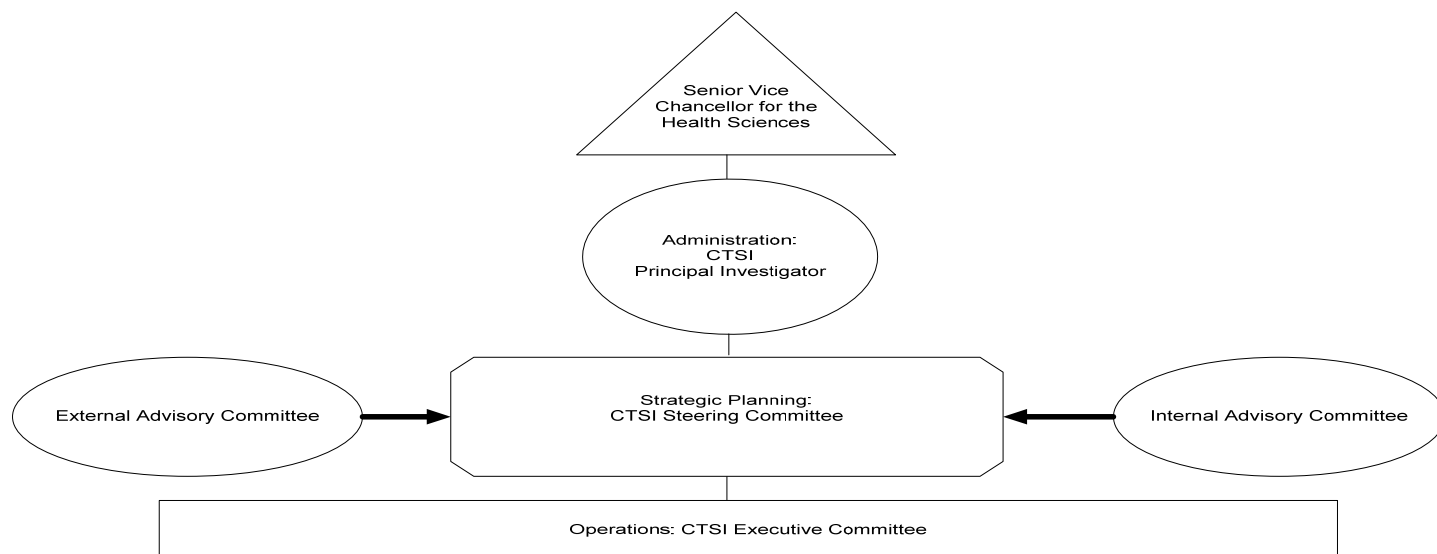 Senior Vice
Chancellor for the
Health Sciences
Administration:
CTSI
Principal Investigator
External Advisory Committee
Strategic Planning:
CTSI Steering Committee
Internal Advisory Committee
Operations: CTSI Executive Committee